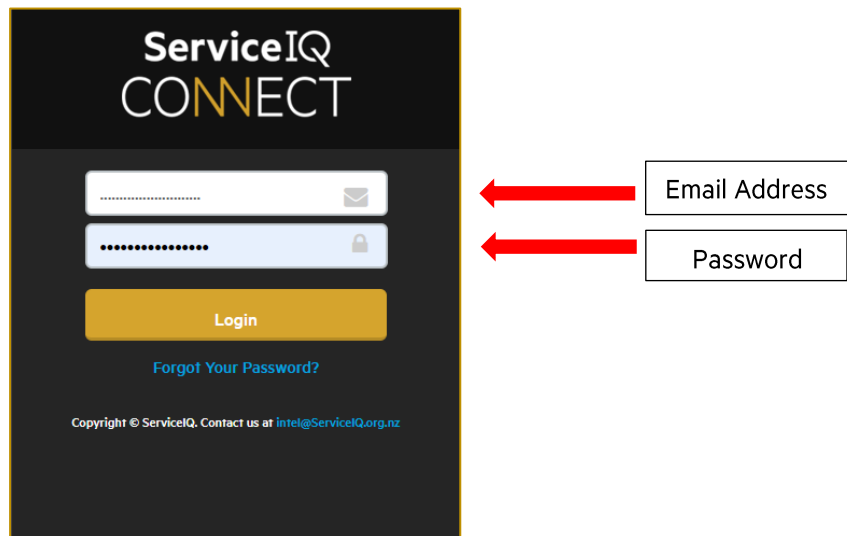 ServiceIQ
CONNECT
Email Address
Password
Login
Forgot Your Password?
Copyright © ServiceIQ. Contact us at intel@ServiceIQ.org.nz